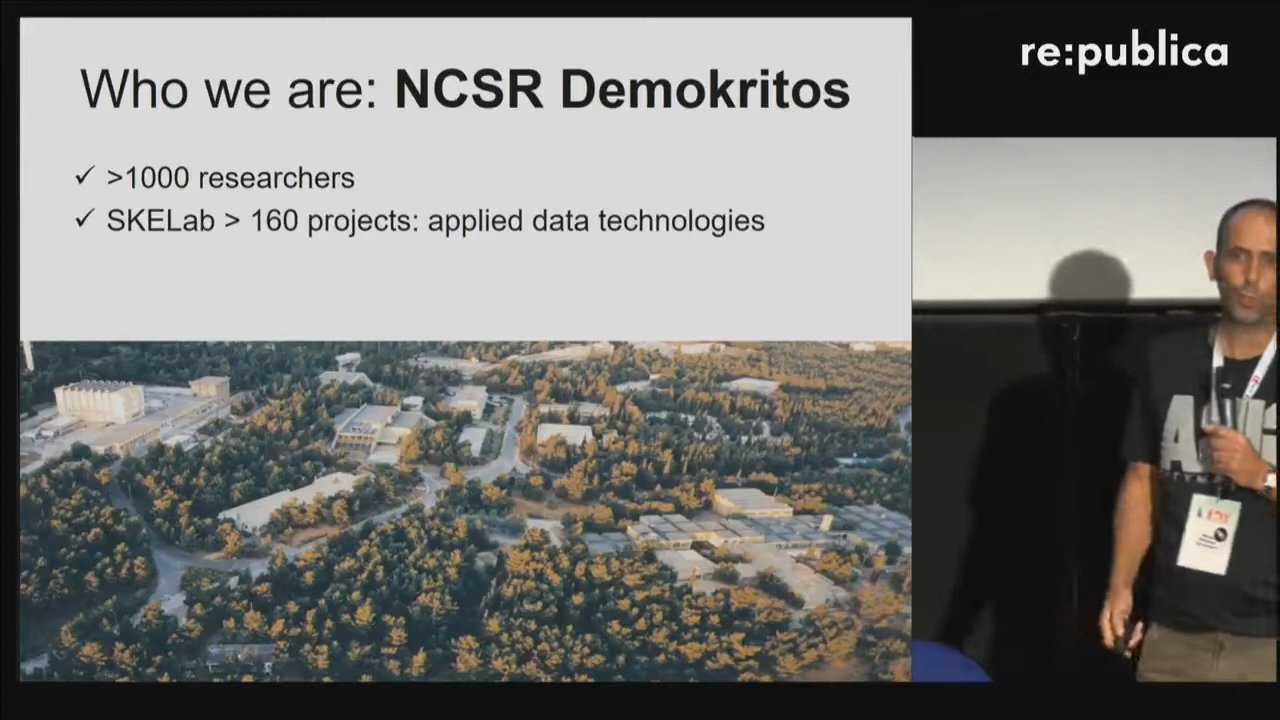 re:publica
Who we are: NCSR Demokritos
✓ >1000 researchers
✓ SKELab > 160 projects: applied data technologies